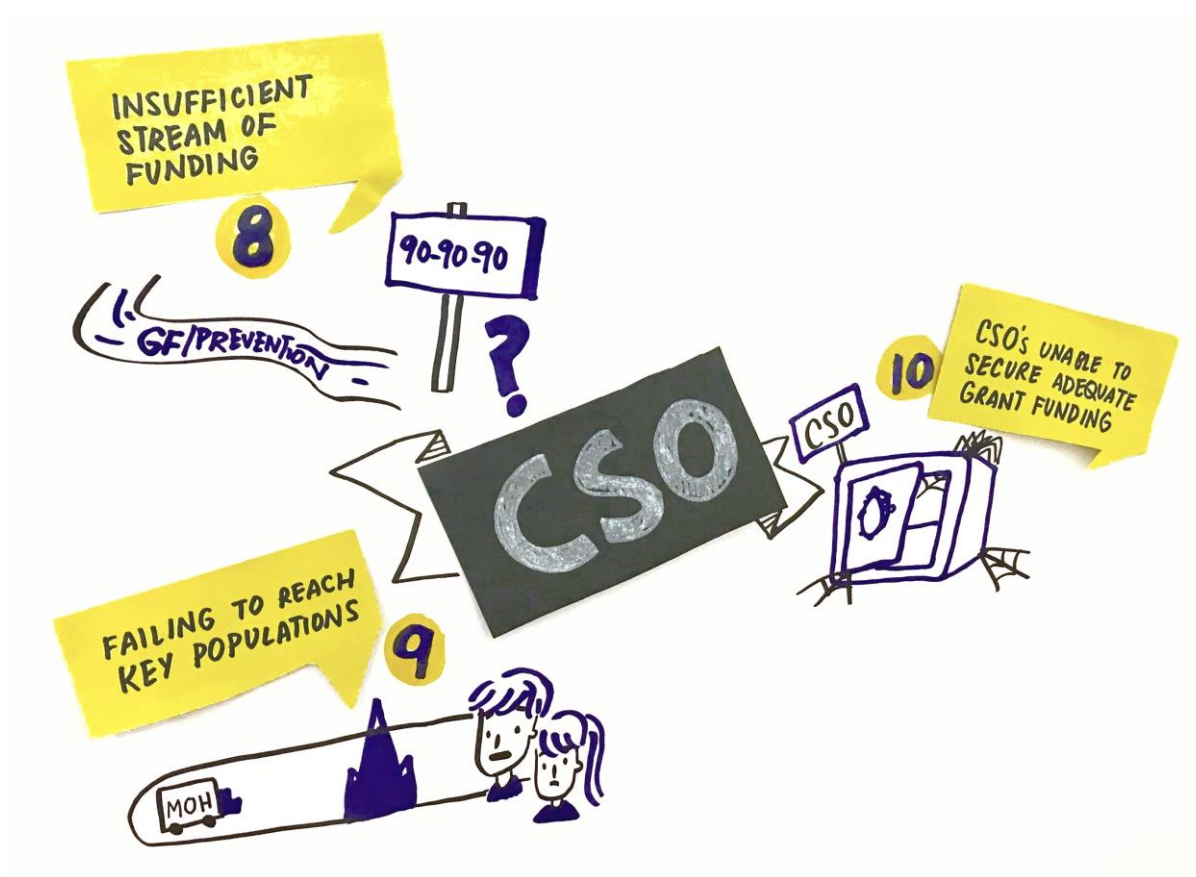 INSUFFICIENT
STREAM OF
FUNDING
8
90-90-90
GF/PREVENTION
?
CSO
10
CSO's UNABLE TO
SECURE ADEQUATE
GRANT FUNDING
CSO
FAILING TO REACH
KEY POPULATIONS
9
MOH